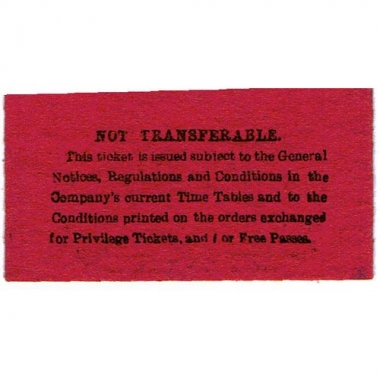 NOT TRANSFERABLE.
This ticket is issued subject to the General
Notices, Regulations and Conditions in the
Company's current Time Tables and to the
Conditions printed on the orders exchanged
for Privilege Tickets, and / or Free Passes.